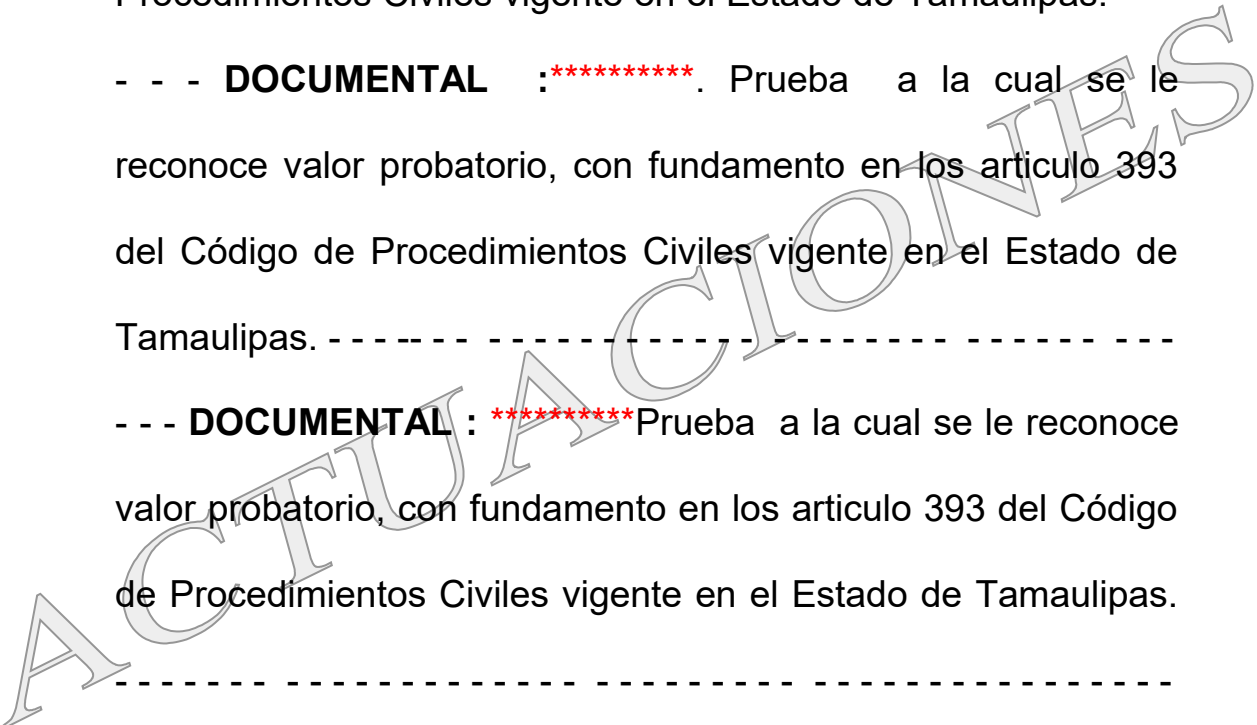 Procedimientos Civiles vigente en el Estado de Tamaulipas.
- - - DOCUMENTAL :**********. Prueba a la cual se le
reconoce valor probatorio, con fundamento en los articulo 393
del Código de Procedimientos Civiles vigente en el Estado de
Tamaulipas. - - - -- - - - - - - - - - - - - - - - - - - - - - - - - - - - - - - - -
- - - DOCUMENTAL : **********Prueba a la cual se le reconoce
valor probatorio, con fundamento en los articulo 393 del Código
de Procedimientos Civiles vigente en el Estado de Tamaulipas.
- - - - - - - - - - - - - - - - - - - - - - - - - - - - - - - - - - - - - - - - - - - - -
ACTUACIONES